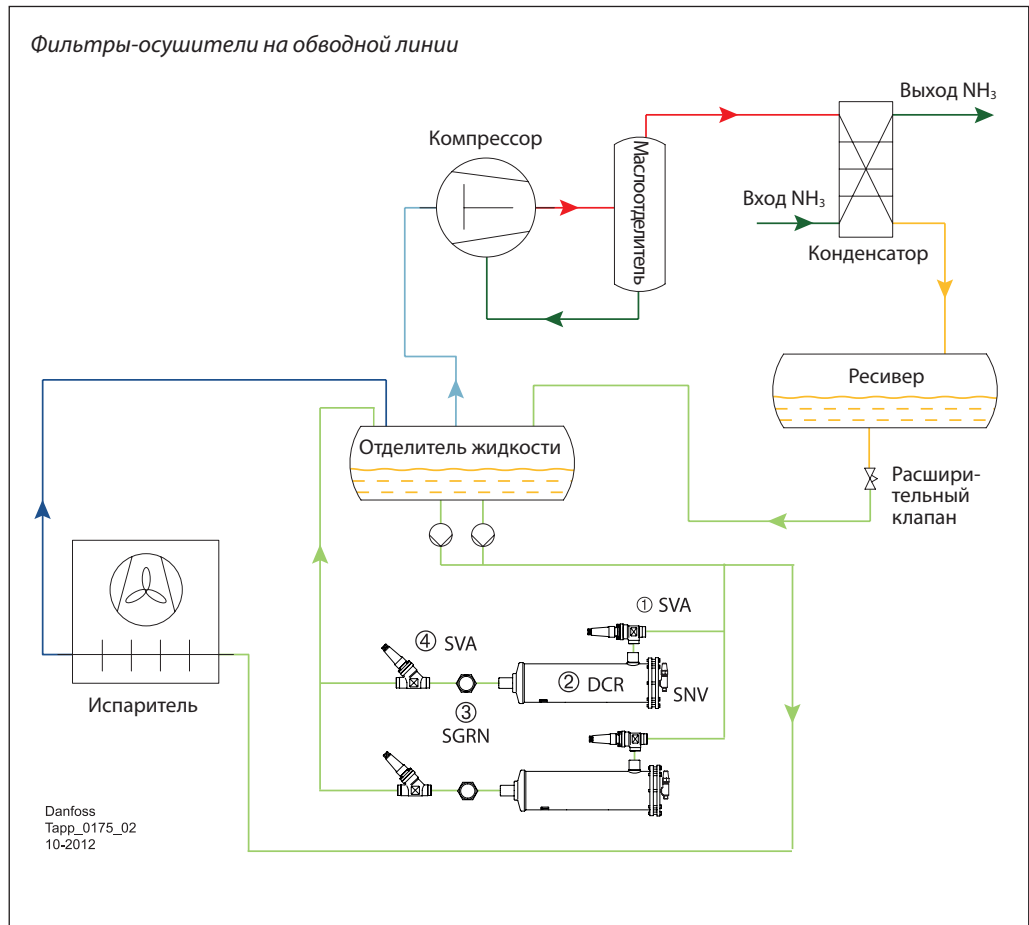 Фильтры-осушители на обводной линии
Выход NH₃
Компрессор
Маслоотделитель
Вход NH₃
Конденсатор
Ресивер
Отделитель жидкости
Расшири-
тельный
клапан
① SVA
④ SVA
② DCR
SNV
③
SGRN
Испаритель
Danfoss
Tapp_0175_02
10-2012